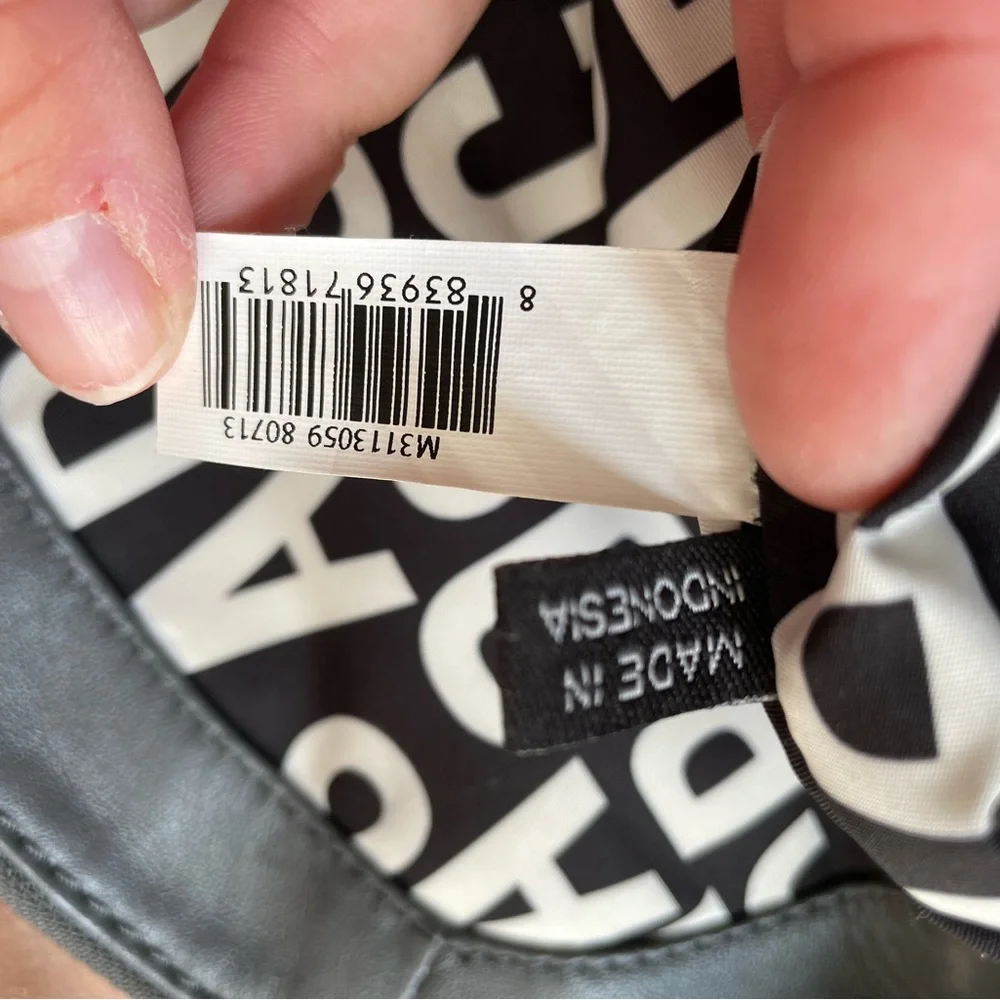 M3113059 80713
8 83936 71813
MADE IN
INDONESIA